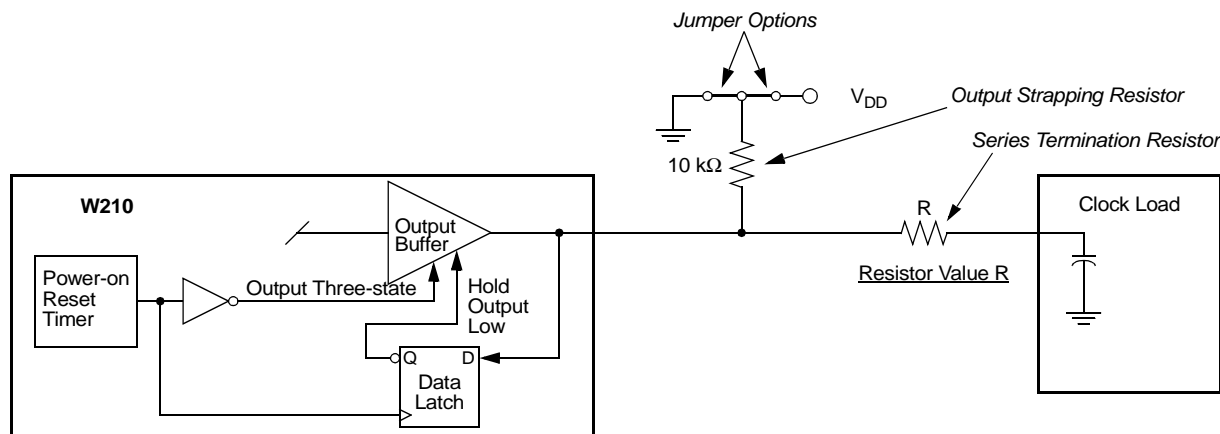 Jumper Options
V_DD
Output Strapping Resistor
Series Termination Resistor
10 kΩ
W210
Output
Buffer
R
Clock Load
Power-on
Reset
Timer
Output Three-state
Hold
Output
Low
Resistor Value R
Q
D
Data
Latch